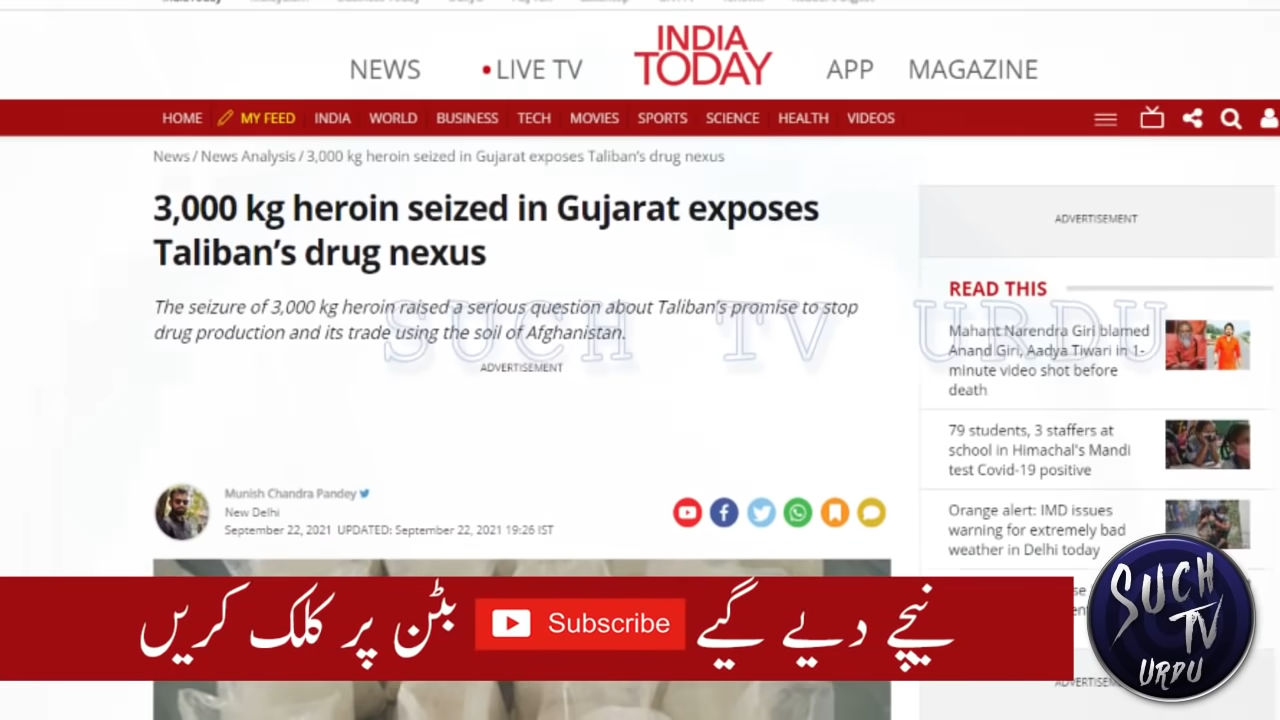 INDIA
TODAY
NEWS
LIVE TV
APP
MAGAZINE
HOME MY FEED INDIA WORLD BUSINESS TECH MOVIES SPORTS SCIENCE HEALTH VIDEOS
News / News Analysis / 3,000 kg heroin seized in Gujarat exposes Taliban's drug nexus
3,000 kg heroin seized in Gujarat exposes
Taliban's drug nexus
The seizure of 3,000 kg heroin raised a serious question about Taliban's promise to stop
drug production and its trade using the soil of Afghanistan.
SUCH TV URDU
ADVERTISEMENT
Munish Chandra Pandey
New Delhi
September 22, 2021 UPDATED: September 22, 2021 19:26 IST
ADVERTISEMENT
READ THIS
Mahant Narendra Giri blamed
Anand Giri, Aadya Tiwari in 1-
minute video shot before
death
79 students, 3 staffers at
school in Himachal's Mandi
test Covid-19 positive
Orange alert: IMD issues
warning for extremely bad
weather in Delhi today
نیچے دیے گیے Subscribe بٹن پر کلک کریں
SUCH
TV
URDU